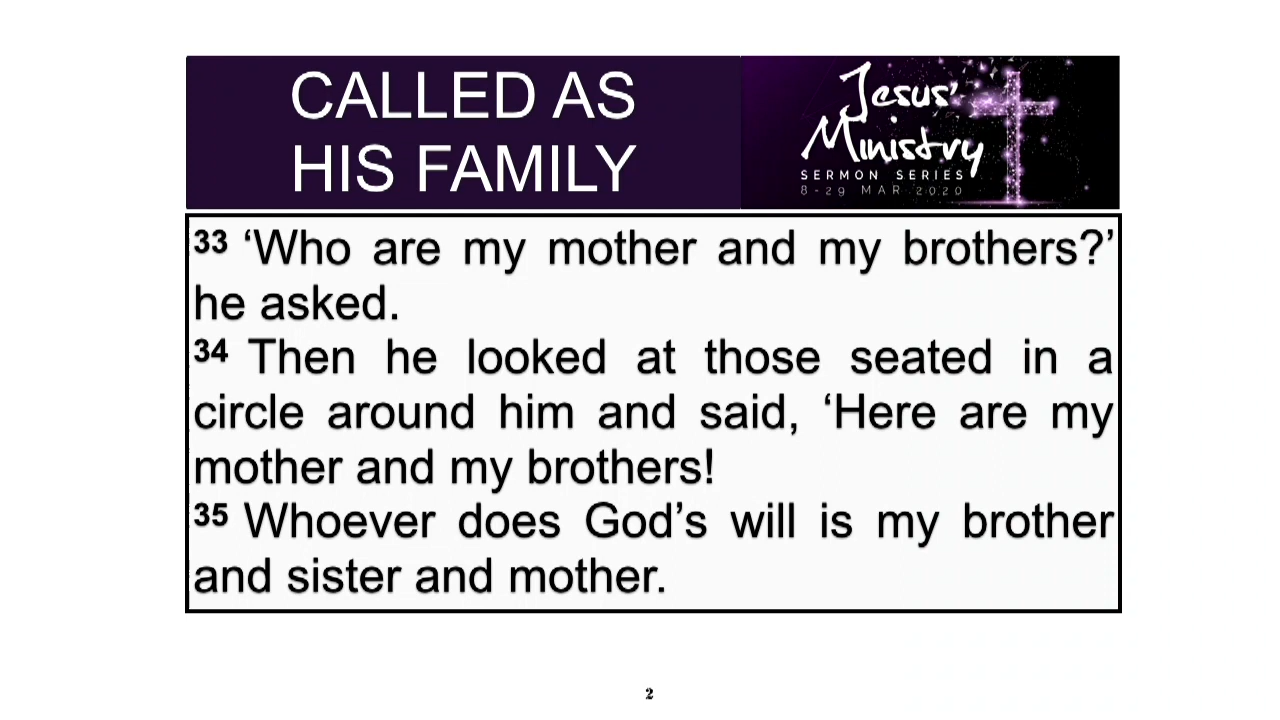 CALLED AS
HIS FAMILY
Jesus'
Ministry
SERMON SERIES
8-29 MAR 2020
33 ‘Who are my mother and my brothers?’
he asked.
34 Then he looked at those seated in a
circle around him and said, ‘Here are my
mother and my brothers!
35 Whoever does God’s will is my brother
and sister and mother.
2